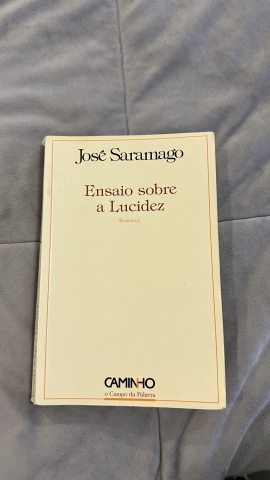 José Saramago
Ensaio sobre
a Lucidez
Romance
CAMINHO
o Campo da Palavra